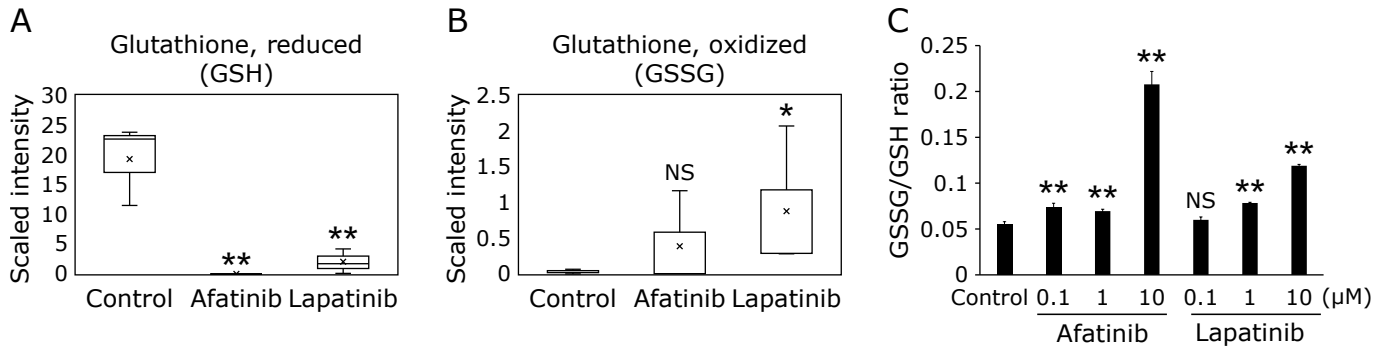 A
Glutathione, reduced
(GSH)
Scaled intensity
30
25
20
15
10
5
0
**
**
Control Afatinib Lapatinib
B
Glutathione, oxidized
(GSSG)
Scaled intensity
2.5
2
1.5
1
0.5
0
NS
*
Control Afatinib Lapatinib
C
GSSG/GSH ratio
0.25
0.2
0.15
0.1
0.05
0
**
**
**
NS
**
**
Control 0.1 1 10 0.1 1 10 (µM)
Afatinib Lapatinib